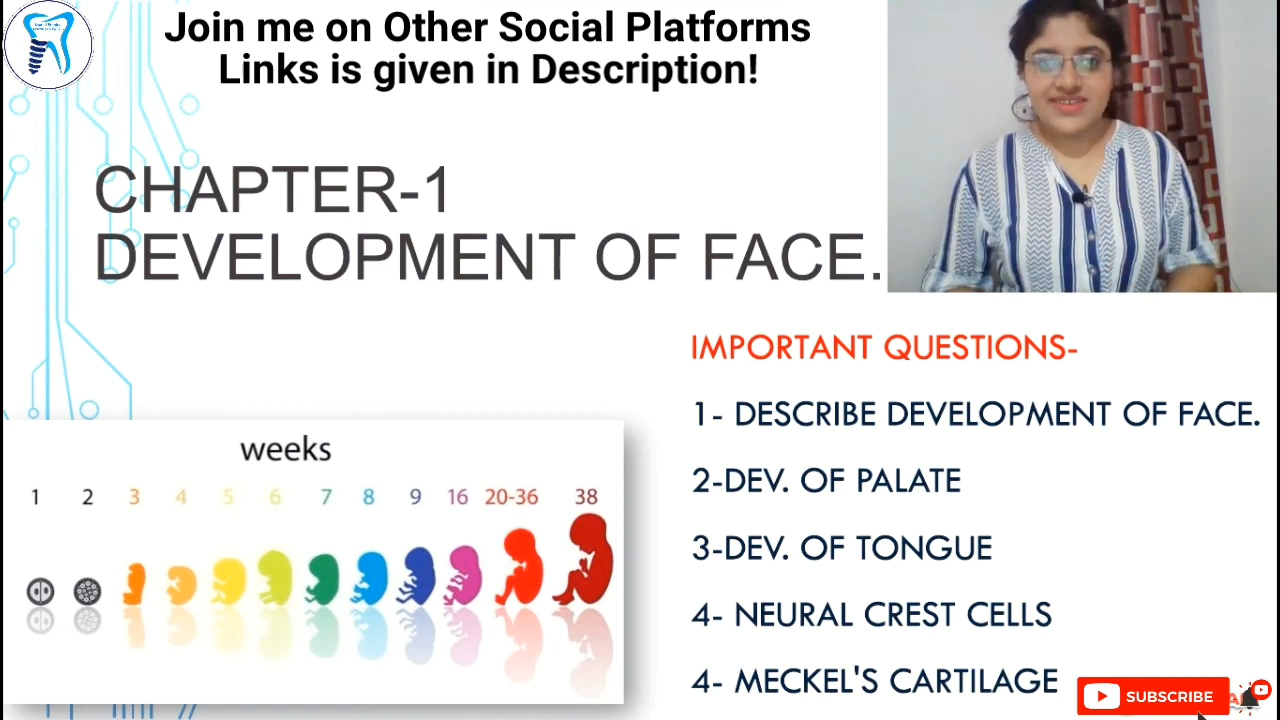 Join me on Other Social Platforms
Links is given in Description!
CHAPTER-1
DEVELOPMENT OF FACE.
IMPORTANT QUESTIONS-
1- DESCRIBE DEVELOPMENT OF FACE.
2-DEV. OF PALATE
3-DEV. OF TONGUE
4- NEURAL CREST CELLS
4- MECKEL'S CARTILAGE
weeks
1 2 3 4 5 6 7 8 9 16 20-36 38
SUBSCRIBE